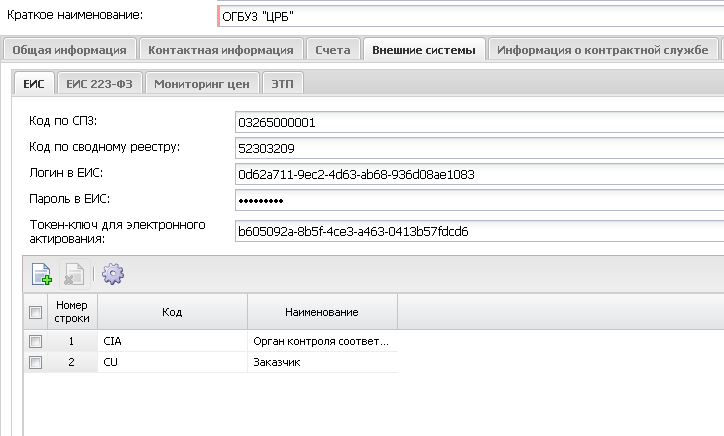 Краткое наименование: ОГБУЗ "ЦРБ"
Общая информация Контактная информация Счета Внешние системы Информация о контрактной службе
ЕИС ЕИС 223-ФЗ Мониторинг цен ЭТП
Код по СПЗ: 03265000001
Код по сводному реестру: 52303209
Логин в ЕИС: 0d62a711-9ec2-4d63-ab68-936d08ae1083
Пароль в ЕИС: •••••••••
Токен-ключ для электронного
актирования: b605092a-8b5f-4ce3-a463-0413b57fdcd6
Номер
строки Код Наименование
1 CIA Орган контроля соответ...
2 CU Заказчик